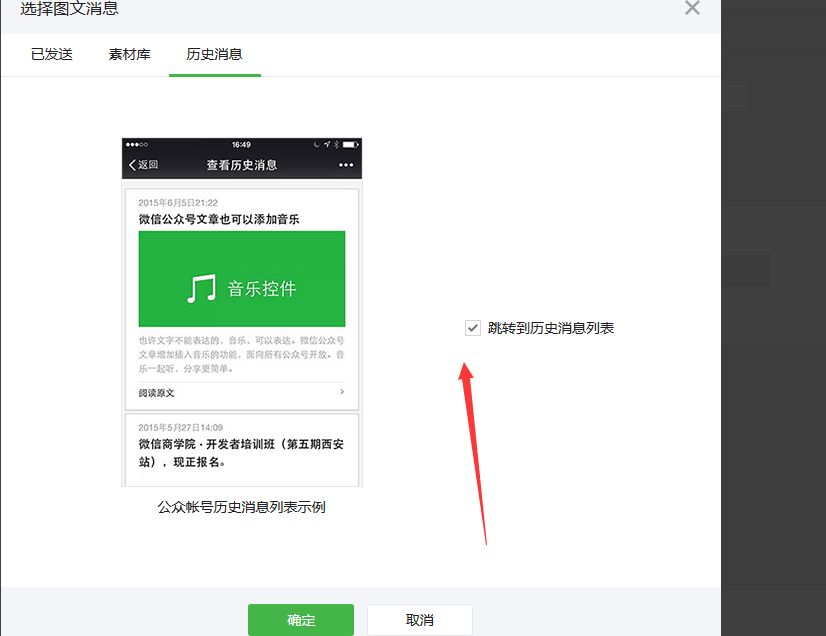 选择图文消息
已发送 素材库 历史消息
16:49
返回 查看历史消息
2015年6月5日21:22
微信公众号文章也可以添加音乐
音乐控件
也许文字不能表达的，音乐，可以表达。微信公众号
文章增加插入音乐的功能，面向所有公众号开放。音
乐一起听，分享更简单。
阅读原文
2015年5月27日14:09
微信商学院·开发者培训班（第五期西安
站），现正报名。
公众帐号历史消息列表示例
跳转到历史消息列表
确定 取消